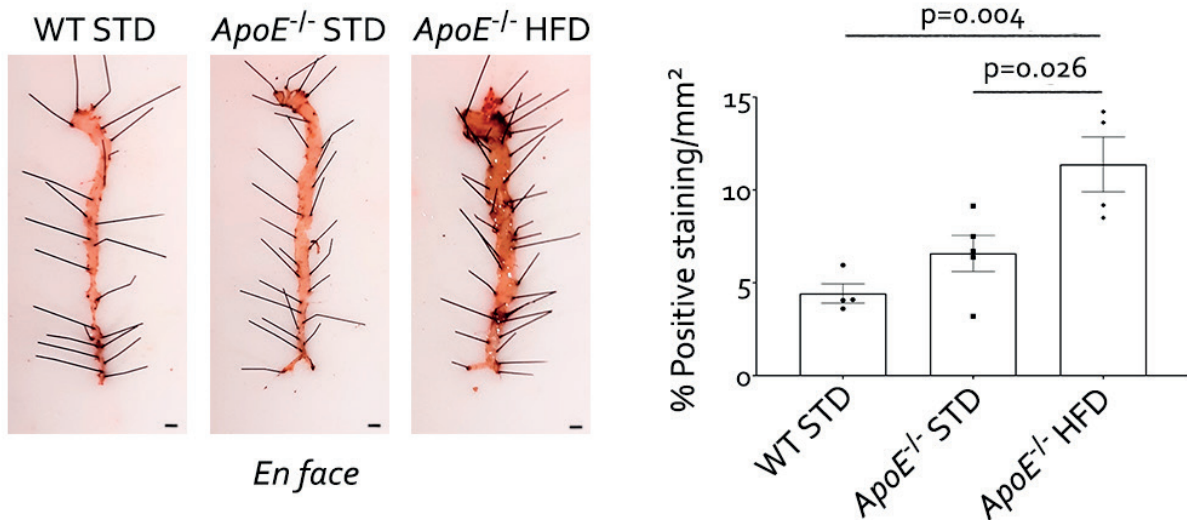 WT STD
ApoE-/- STD
ApoE-/- HFD
En face
p=0.004
p=0.026
% Positive staining/mm²
15
10
5
0
WT STD
ApoE-/- STD
ApoE-/- HFD